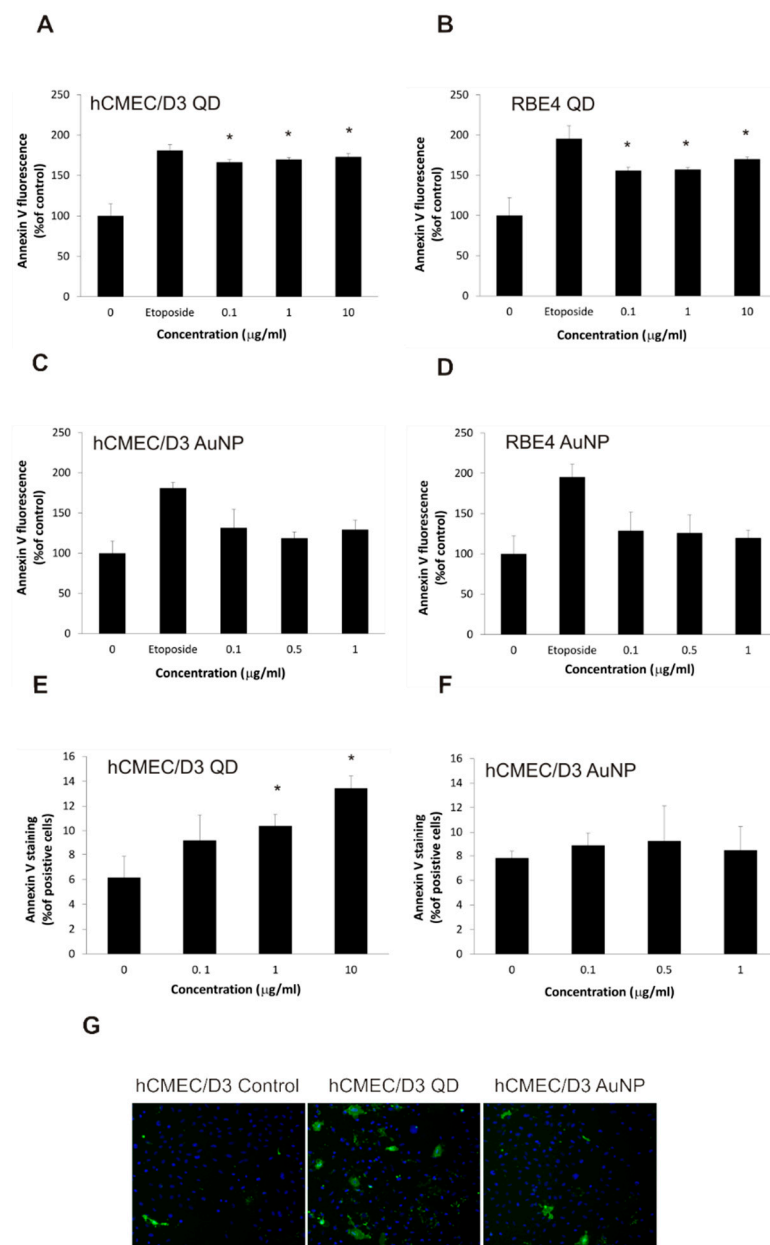 A
B
hCMEC/D3 QD
Annexin V fluorescence
(%of control)
250
200
150
100
50
0
*
*
*
0
Etoposide
0.1
1
10
Concentration (µg/ml)
RBE4 QD
Annexin V fluorescence
(%of control)
250
200
150
100
50
0
*
*
*
0
Etoposide
0.1
1
10
Concentration (µg/ml)
C
D
hCMEC/D3 AuNP
Annexin V fluorescence
(%of control)
250
200
150
100
50
0
0
Etoposide
0.1
0.5
1
Concentration (µg/ml)
RBE4 AuNP
Annexin V fluorescence
(%of control)
250
200
150
100
50
0
0
Etoposide
0.1
0.5
1
Concentration (µg/ml)
E
F
hCMEC/D3 QD
Annexin V staining
(%of posistive cells)
16
14
12
10
8
6
4
2
0
*
*
0
0. 1
1
10
Concentration (µg/ml)
hCMEC/D3 AuNP
Annexin V staining
(%of posistive cells)
16
14
12
10
8
6
4
2
0
0
0.1
0.5
1
Concentration (µg/ml)
G
hCMEC/D3 Control
hCMEC/D3 QD
hCMEC/D3 AuNP